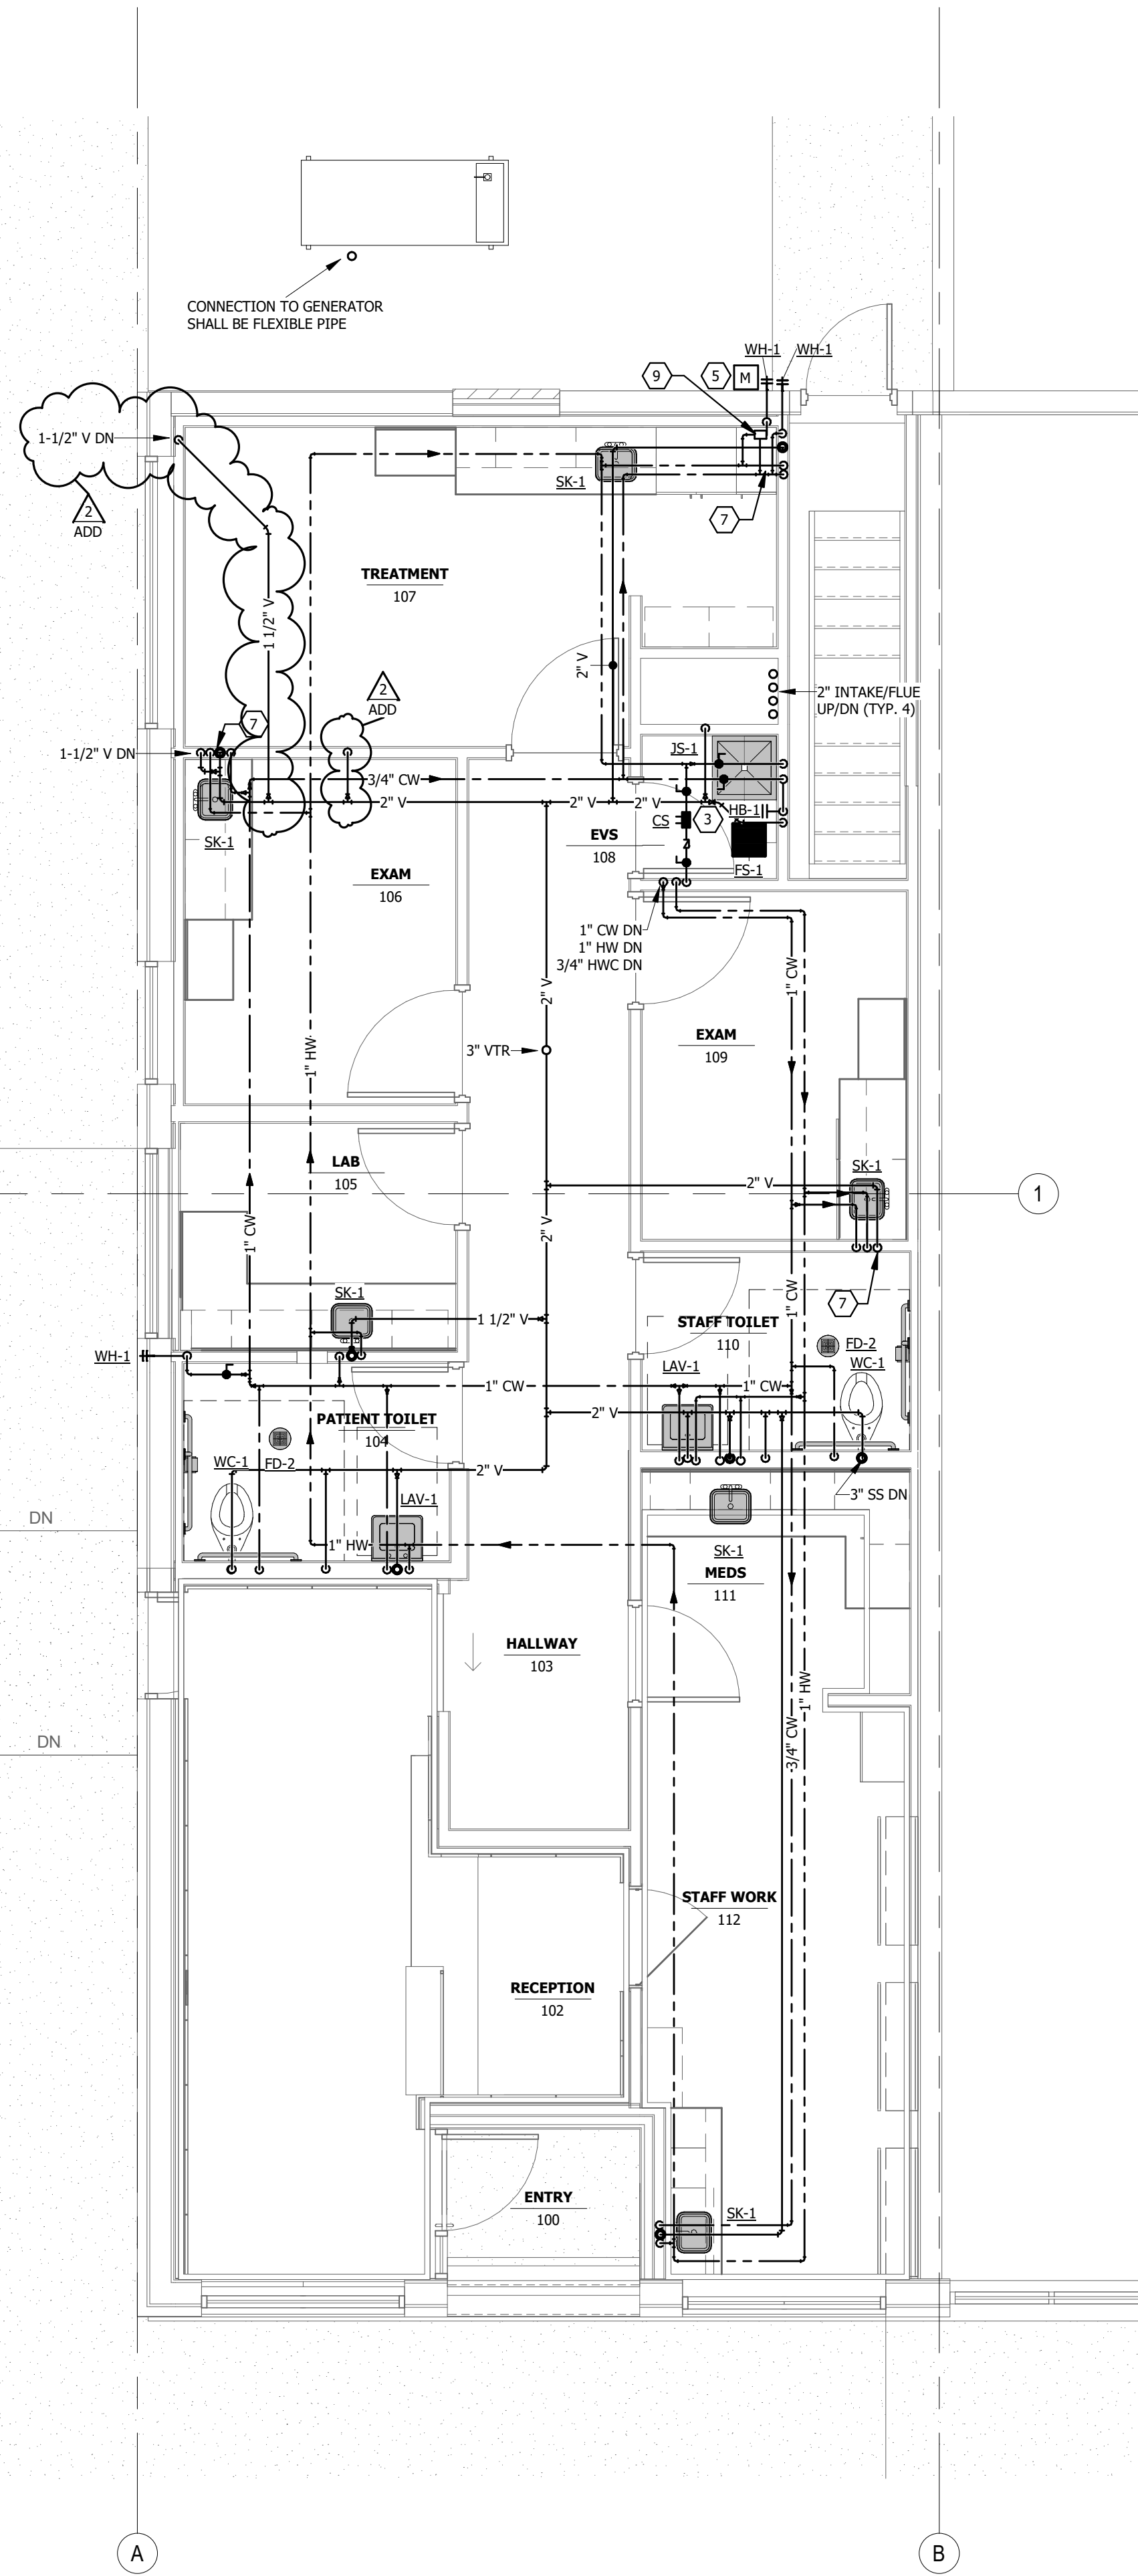 CONNECTION TO GENERATOR
SHALL BE FLEXIBLE PIPE
WH-1
WH-1
9
5
M
1-1/2" V DN
2
ADD
SK-1
7
TREATMENT
107
1 1/2" V
2" V
2
ADD
2" INTAKE/FLUE
UP/DN (TYP. 4)
7
1-1/2" V DN
JS-1
3/4" CW
2" V
2" V
2" V
HB-1
3
CS
SK-1
EVS
108
FS-1
EXAM
106
1" CW DN
1" HW DN
3/4" HWC DN
1" CW
2" V
EXAM
109
3" VTR
1" HW
LAB
105
SK-1
2" V
1
1" CW
2" V
SK-1
7
1 1/2" V
1" CW
STAFF TOILET
110
FD-2
WC-1
WH-1
LAV-1
1" CW
1" CW
PATIENT TOILET
104
2" V
WC-1
FD-2
2" V
LAV-1
3" SS DN
DN
1" HW
SK-1
MEDS
111
HALLWAY
103
1" HW
3/4" CW
DN
STAFF WORK
112
RECEPTION
102
ENTRY
100
SK-1
A
B